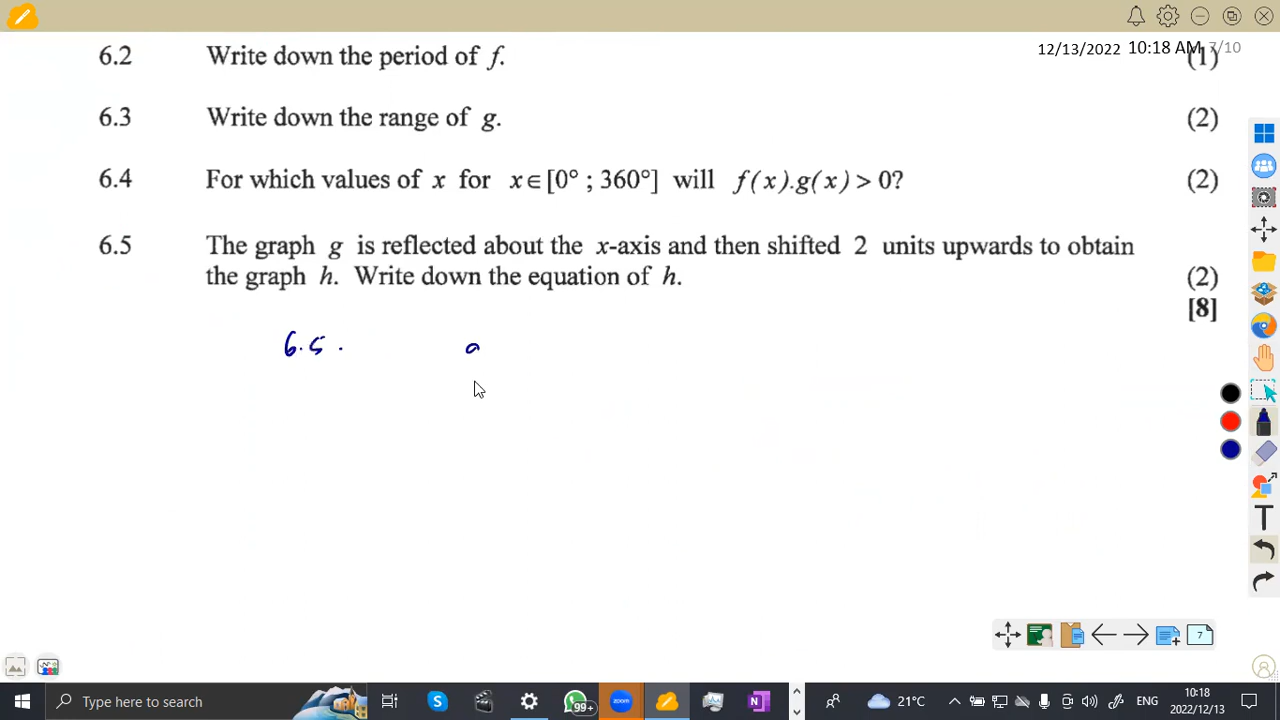 12/13/2022 10:18 AM 7/10
6.2 Write down the period of f. (1)
6.3 Write down the range of g. (2)
6.4 For which values of x for x∈[0° ; 360°] will f(x).g(x) > 0? (2)
6.5 The graph g is reflected about the x-axis and then shifted 2 units upwards to obtain
the graph h. Write down the equation of h. (2)
[8]
6.5. a
T
7
Type here to search
99+
zoom
21°C
ENG
10:18
2022/12/13